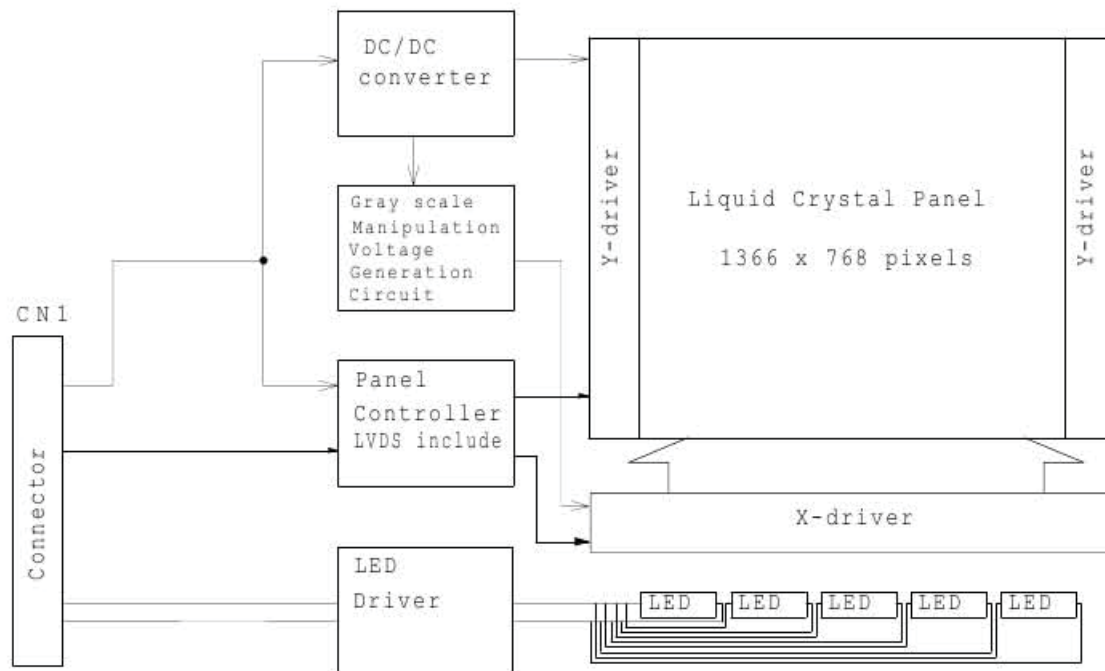 DC/DC
converter
Gray scale
Manipulation
Voltage
Generation
Circuit
Y-driver
Liquid Crystal Panel
1366 x 768 pixels
Y-driver
CN1
Connector
Panel
Controller
LVDS include
X-driver
LED
Driver
LED
LED
LED
LED
LED